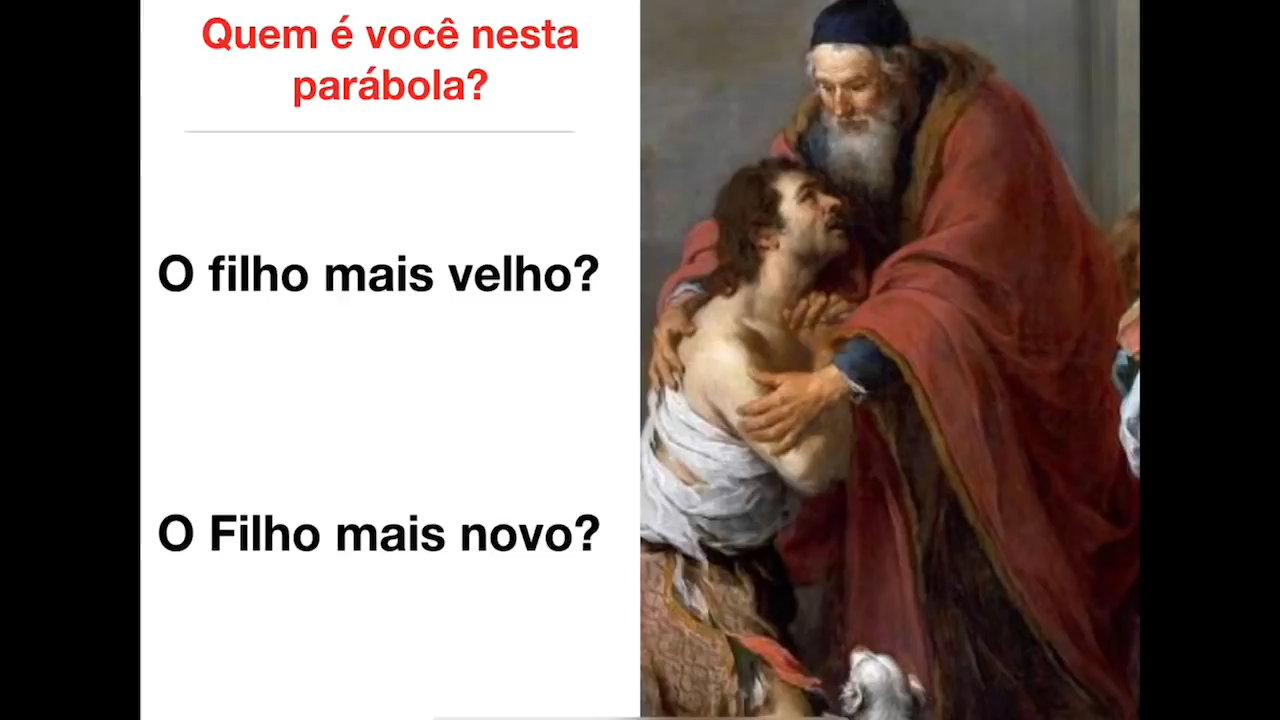 Quem é você nesta
parábola?
O filho mais velho?
O Filho mais novo?